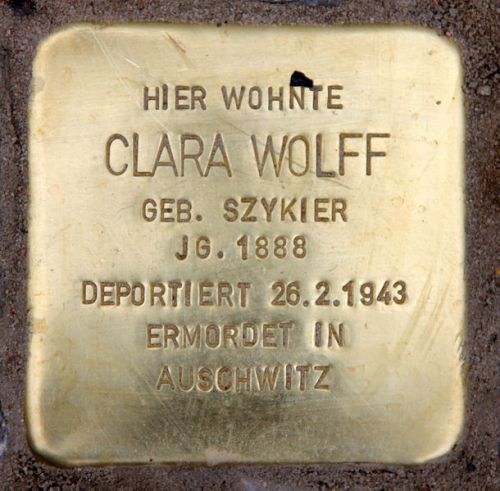 HIER WOHNTE
CLARA WOLFF
GEB. SZYKIER
JG. 1888
DEPORTIERT 26.2.1943
ERMORDET IN
AUSCHWITZ